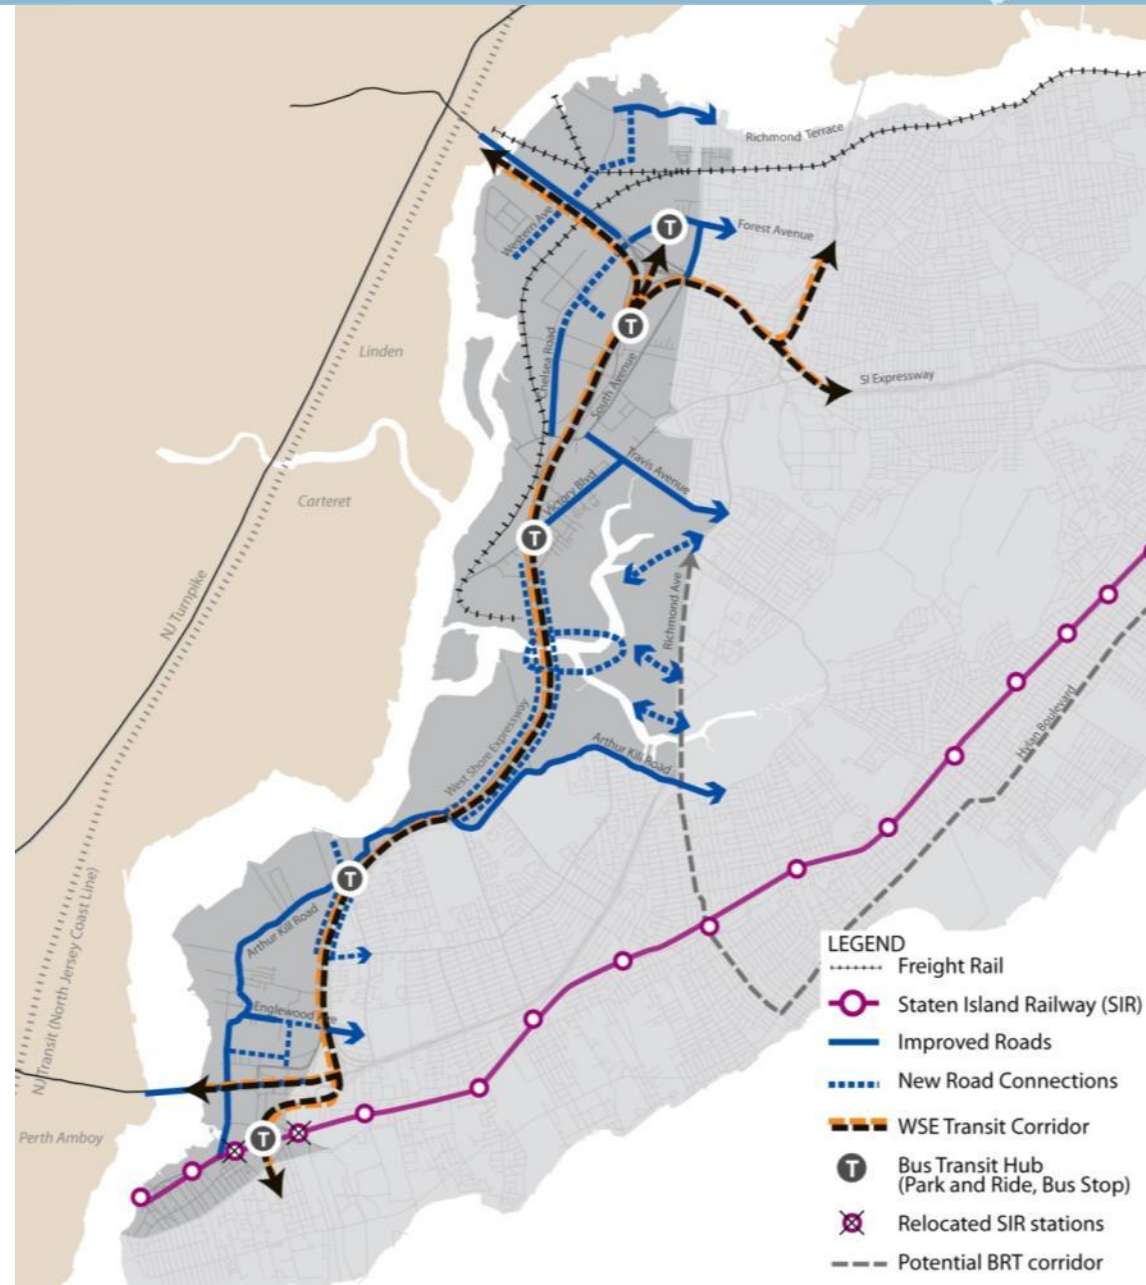 Richmond Terrace
Forest Avenue
Western Ave
Linden
Chelsea Road
South Avenue
SI Expressway
Travis Avenue
Victory Blvd
Carteret
NJ Turnpike
Richmond Ave
West Shore Expressway
Hylan Boulevard
Arthur Kill Road
Arthur Kill Road
Englewood Ave
NJ Transit (North Jersey Coast Line)
Perth Amboy
T
T
T
T
T
LEGEND
Freight Rail
Staten Island Railway (SIR)
Improved Roads
New Road Connections
WSE Transit Corridor
T
Bus Transit Hub
(Park and Ride, Bus Stop)
Relocated SIR stations
Potential BRT corridor